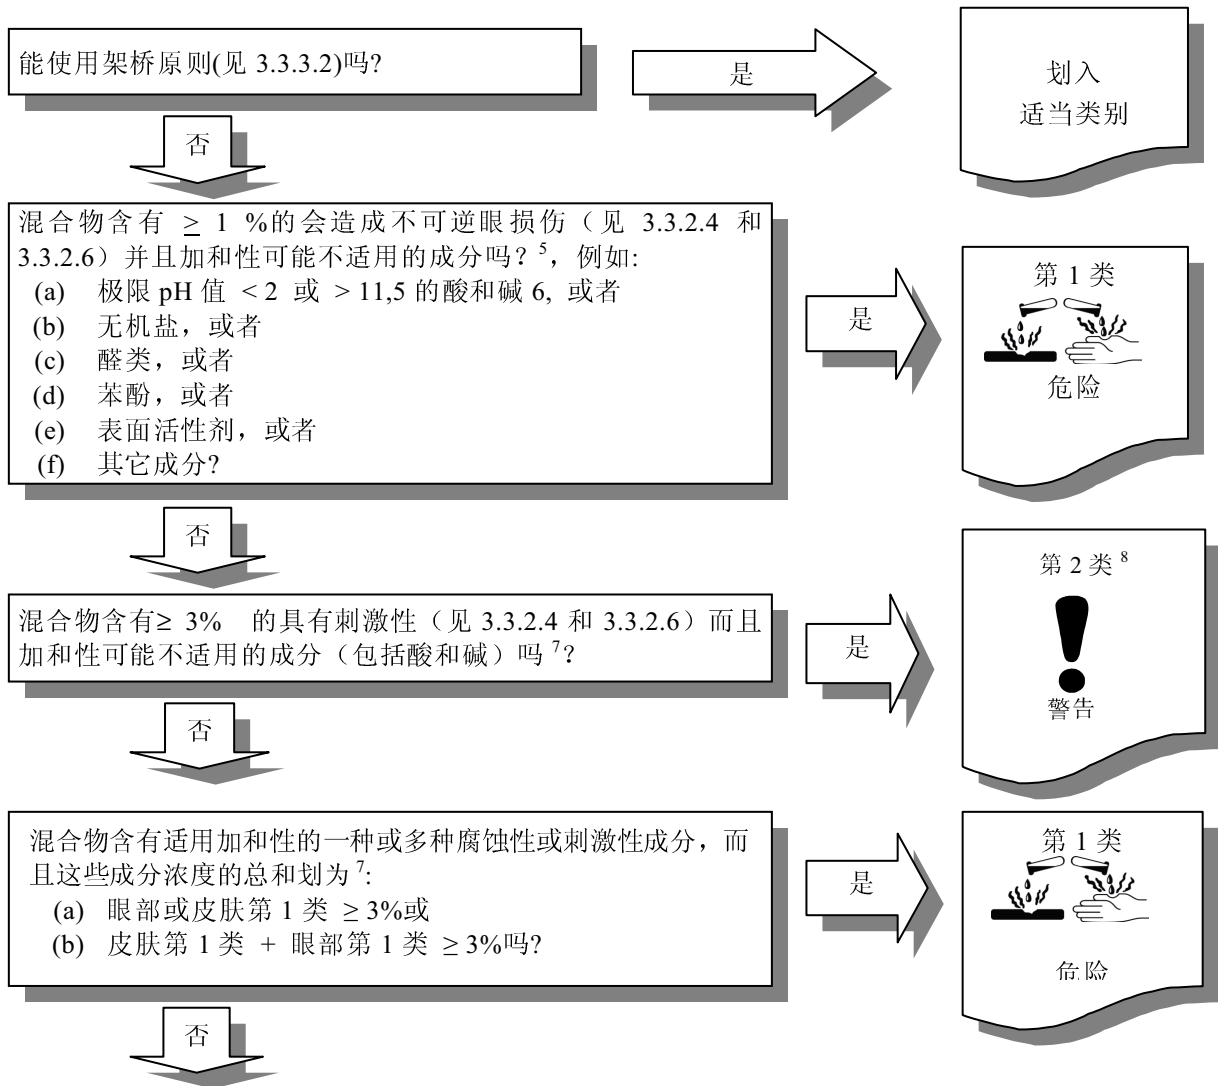 能使用架桥原则(见 3.3.3.2)吗?
是
划入
适当类别
否
混合物含有 ≥ 1 %的会造成不可逆眼损伤（见 3.3.2.4 和
3.3.2.6）并且加和性可能不适用的成分吗? 5，例如:
(a) 极限 pH 值 < 2 或 > 11,5 的酸和碱 6, 或者
(b) 无机盐，或者
(c) 醛类，或者
(d) 苯酚，或者
(e) 表面活性剂，或者
(f) 其它成分?
是
第 1 类
危险
否
混合物含有≥ 3% 的具有刺激性（见 3.3.2.4 和 3.3.2.6）而且
加和性可能不适用的成分（包括酸和碱）吗 7?
是
第 2 类 8
警告
否
混合物含有适用加和性的一种或多种腐蚀性或刺激性成分，而
且这些成分浓度的总和划为 7:
(a) 眼部或皮肤第 1 类 ≥ 3%或
(b) 皮肤第 1 类 + 眼部第 1 类 ≥ 3%吗?
是
第 1 类
危险
否